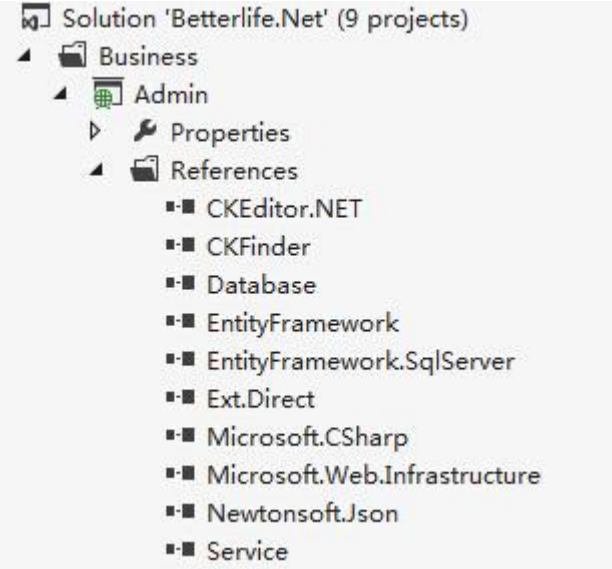 Solution 'Betterlife.Net' (9 projects)
Business
Admin
Properties
References
CKEditor.NET
CKFinder
Database
EntityFramework
EntityFramework.SqlServer
Ext.Direct
Microsoft.CSharp
Microsoft.Web.Infrastructure
Newtonsoft.Json
Service